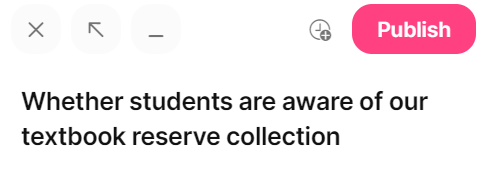 Publish
Whether students are aware of our
textbook reserve collection